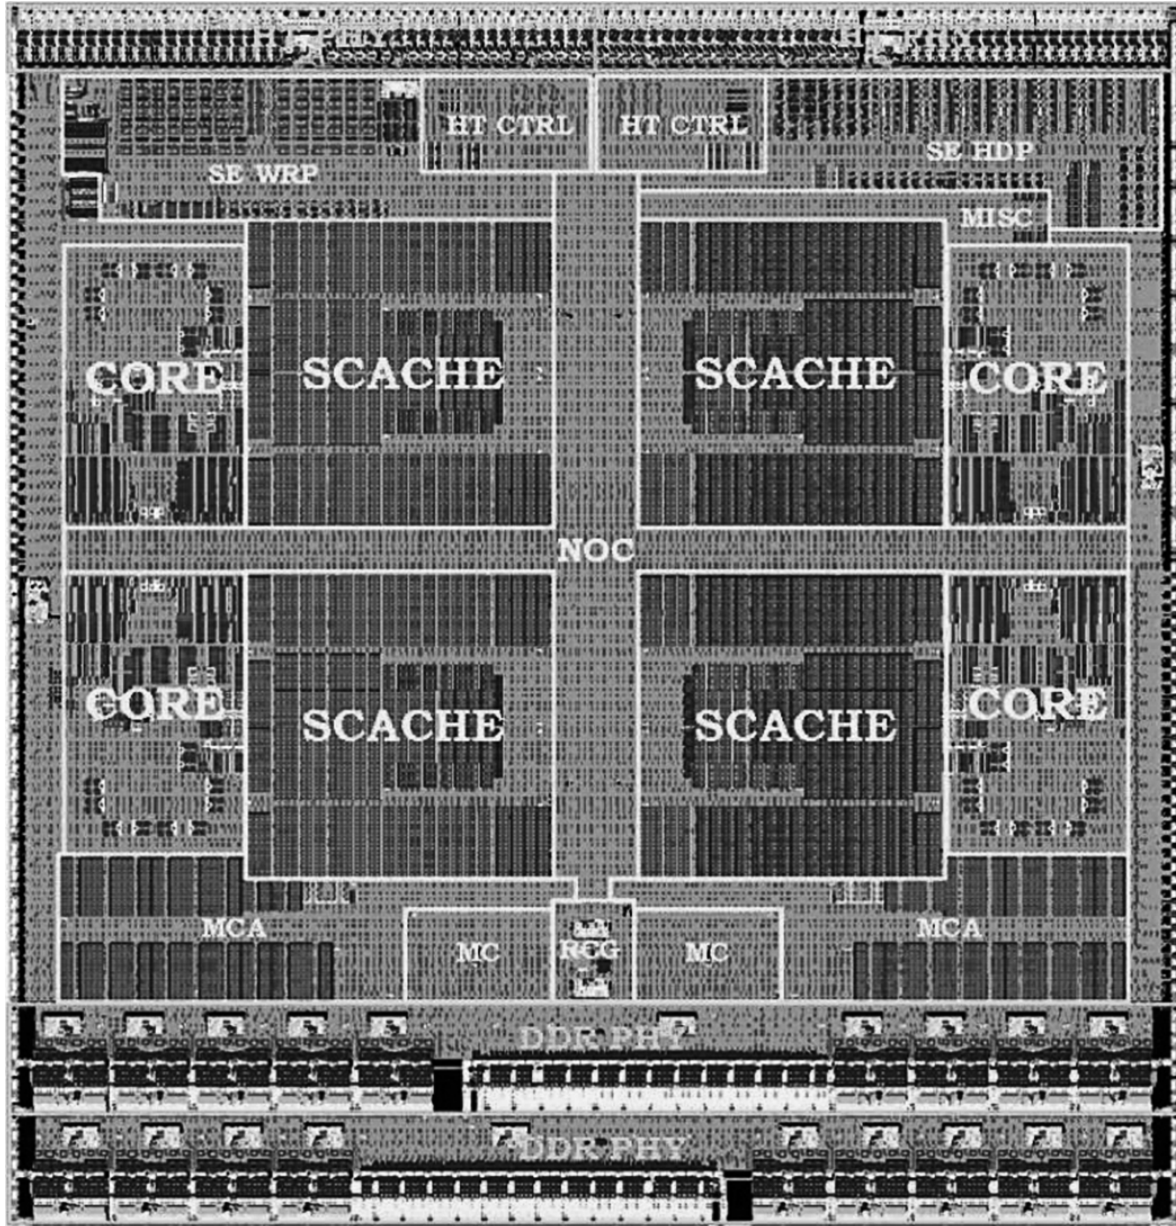 HT CTRL HT CTRL
SE WRP SE HDP
MISC
CORE SCACHE SCACHE CORE
NOC
CORE SCACHE SCACHE CORE
MCA MC RCG MC MCA
DDR PHY
DDR PHY